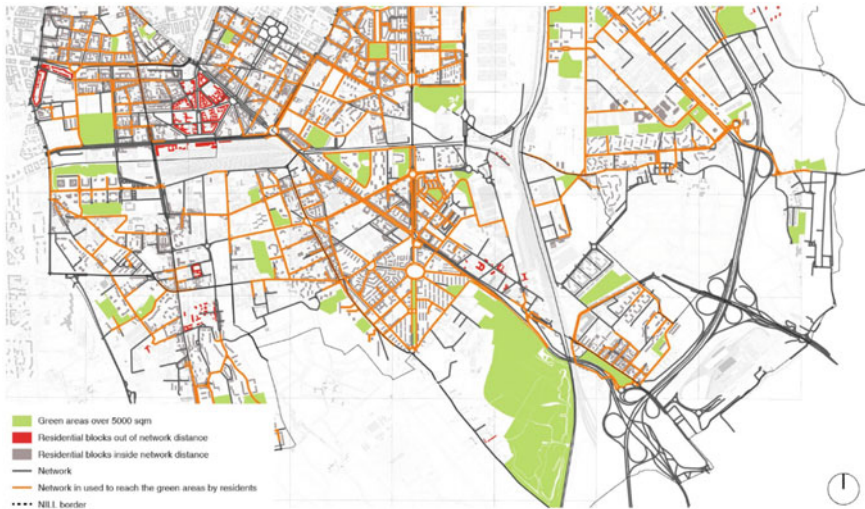 Green areas over 5000 sqm
Residential blocks out of network distance
Residential blocks inside network distance
Network
Network in used to reach the green areas by residents
NILL border